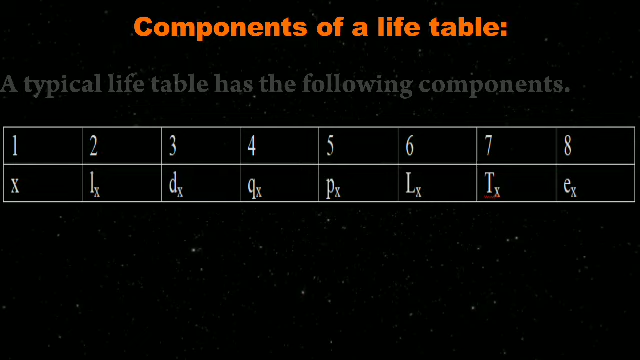 Components of a life table:
A typical life table has the following components.
1 2 3 4 5 6 7 8
x lₓ dₓ qₓ pₓ Lₓ Tₓ eₓ